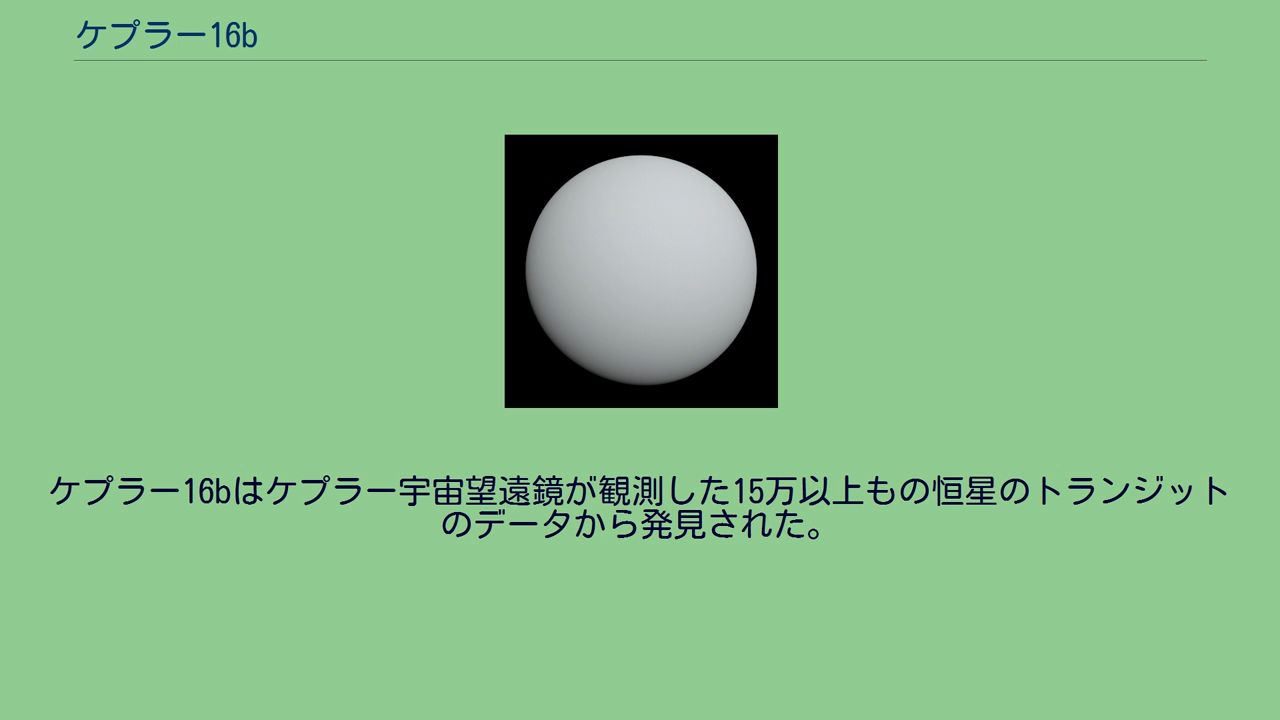 ケプラー16b
ケプラー16bはケプラー宇宙望遠鏡が観測した15万以上もの恒星のトランジット
のデータから発見された。